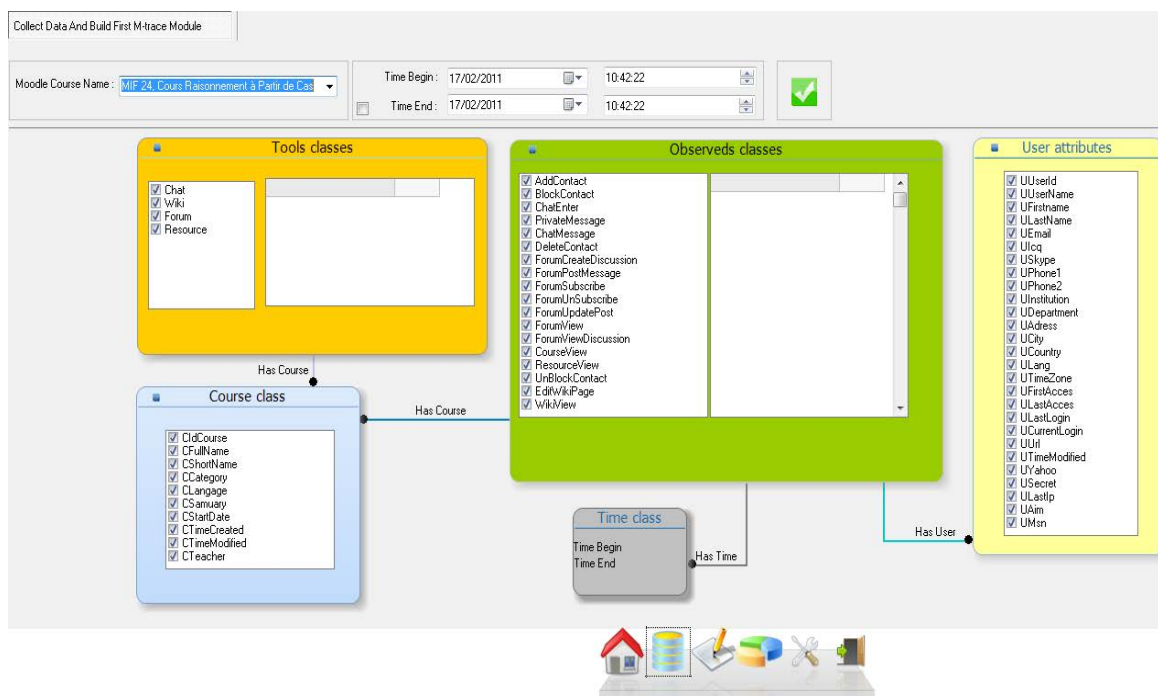 Collect Data And Build First M-trace Module
Moodle Course Name :
MIF 24, Cours Raisonnement à Partir de Cas
Time Begin :
17/02/2011
10:42:22
Time End :
17/02/2011
10:42:22
Tools classes
Chat
Wiki
Forum
Resource
Observeds classes
AddContact
BlockContact
ChatEnter
PrivateMessage
ChatMessage
DeleteContact
ForumCreateDiscussion
ForumPostMessage
ForumSubscribe
ForumUnSubscribe
ForumUpdatePost
ForumView
ForumViewDiscussion
CourseView
ResourceView
UnBlockContact
EditWikiPage
WikiView
User attributes
UUserId
UUserName
UFirstname
ULastName
UEmail
UIcq
USkype
UPhone1
UPhone2
UInstitution
UDepartment
UAdress
UCity
UCountry
ULang
UTimeZone
UFirstAcces
ULastAcces
ULastLogin
UCurrentLogin
UUrl
UTimeModified
UYahoo
USecret
ULastIp
UAim
UMsn
Has Course
Course class
CIdCourse
CFullName
CShortName
CCategory
CLangage
CSamuary
CStartDate
CTimeCreated
CTimeModified
CTeacher
Has Course
Time class
Time Begin
Time End
Has Time
Has User